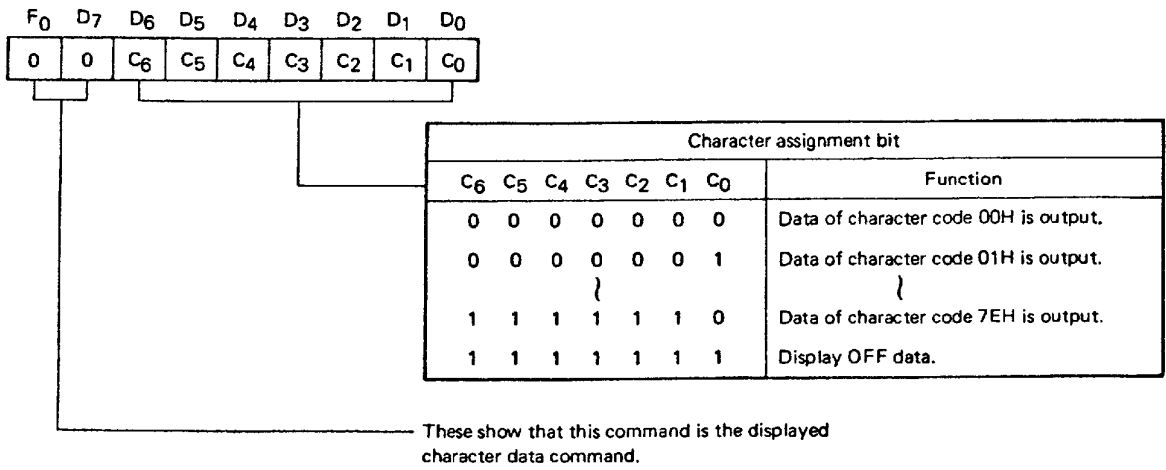 F₀ D₇ D₆ D₅ D₄ D₃ D₂ D₁ D₀
0 0 C₆ C₅ C₄ C₃ C₂ C₁ C₀
Character assignment bit
C₆ C₅ C₄ C₃ C₂ C₁ C₀ Function
0 0 0 0 0 0 0 Data of character code 00H is output.
0 0 0 0 0 0 1 Data of character code 01H is output.
≀ ≀
1 1 1 1 1 1 0 Data of character code 7EH is output.
1 1 1 1 1 1 1 Display OFF data.
These show that this command is the displayed
character data command.